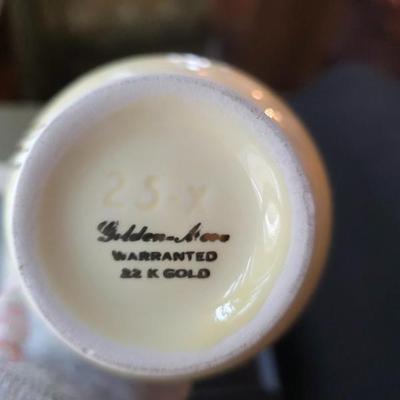 25-X
Golden-
WARRANTED
22 K GOLD